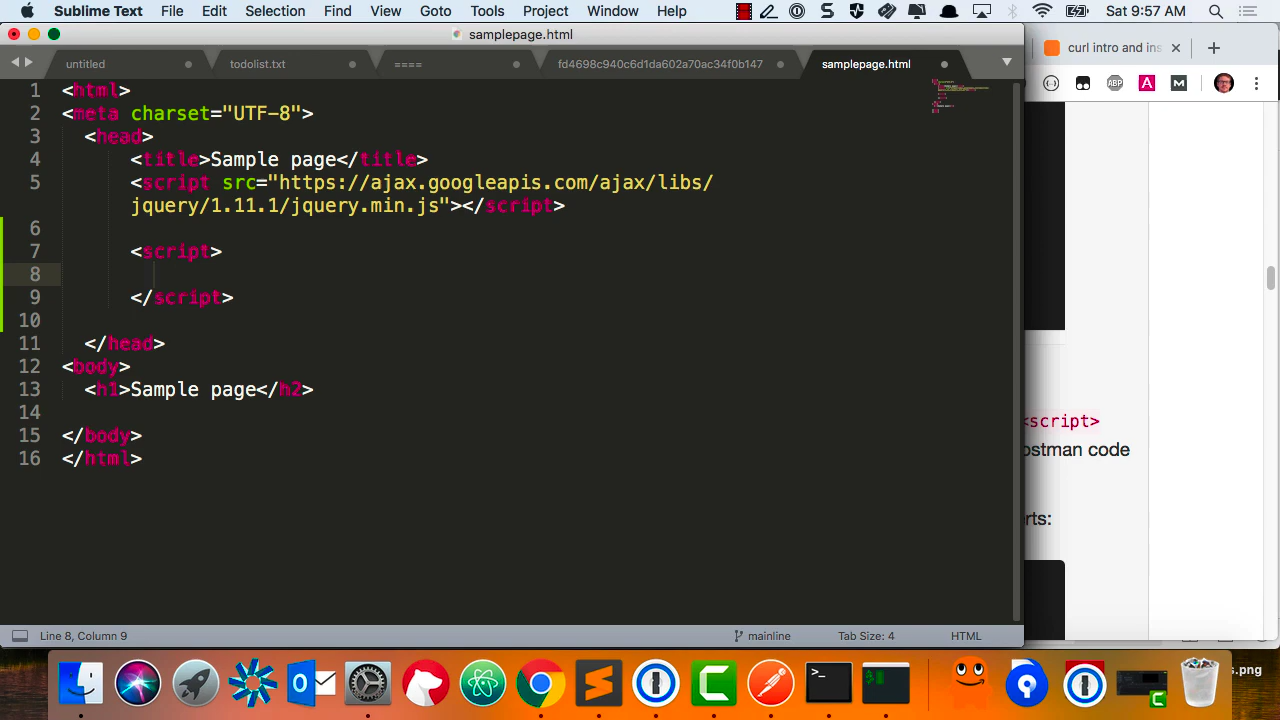 Sublime Text File Edit Selection Find View Goto Tools Project Window Help Sat 9:57 AM
samplepage.html
untitled todolist.txt ==== fd4698c940c6d1da602a70ac34f0b147 samplepage.html
curl intro and ins
ABP A M
1 <html>
2 <meta charset="UTF-8">
3 <head>
4 <title>Sample page</title>
5 <script src="https://ajax.googleapis.com/ajax/libs/
jquery/1.11.1/jquery.min.js"></script>
6
7 <script>
8
9 </script>
10
11 </head>
12 <body>
13 <h1>Sample page</h2>
14
15 </body>
16 </html>
<script>
ostman code
rts:
Line 8, Column 9 mainline Tab Size: 4 HTML
s.png